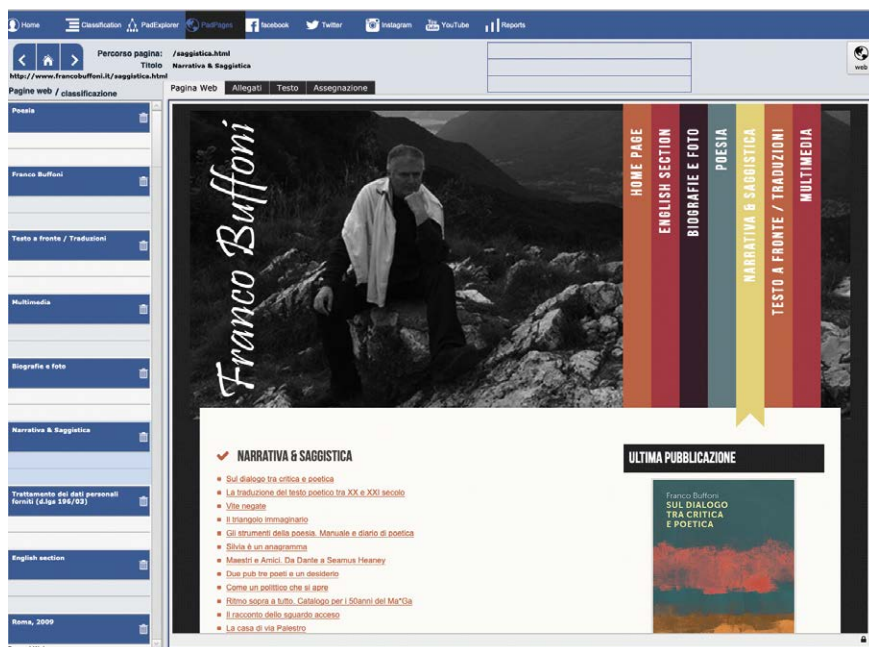 Home
Classification
PadExplorer
PadPages
facebook
Twitter
Instagram
YouTube
Reports
Percorso pagina: /saggistica.html
Titolo Narrativa & Saggistica
http://www.francobuffoni.it/saggistica.html
web
Pagine web / classificazione
Pagina Web
Allegati
Testo
Assegnazione
Poesia
Franco Buffoni
Testo a fronte / Traduzioni
Multimedia
Biografie e foto
Narrativa & Saggistica
Trattamento dei dati personali
forniti (d.lgs 196/03)
English section
Roma, 2009
Franco Buffoni
HOME PAGE
ENGLISH SECTION
BIOGRAFIE E FOTO
POESIA
NARRATIVA & SAGGISTICA
TESTO A FRONTE / TRADUZIONI
MULTIMEDIA
NARRATIVA & SAGGISTICA
Sul dialogo tra critica e poetica
La traduzione del testo poetico tra XX e XXI secolo
Vite negate
Il triangolo immaginario
Gli strumenti della poesia. Manuale e diario di poetica
Silvia è un anagramma
Maestri e Amici. Da Dante a Seamus Heaney
Due pub tre poeti e un desiderio
Come un polittico che si apre
Ritmo sopra a tutto. Catalogo per i 50anni del Ma*Ga
Il racconto dello sguardo acceso
La casa di via Palestro
ULTIMA PUBBLICAZIONE
Franco Buffoni
SUL DIALOGO
TRA CRITICA
E POETICA